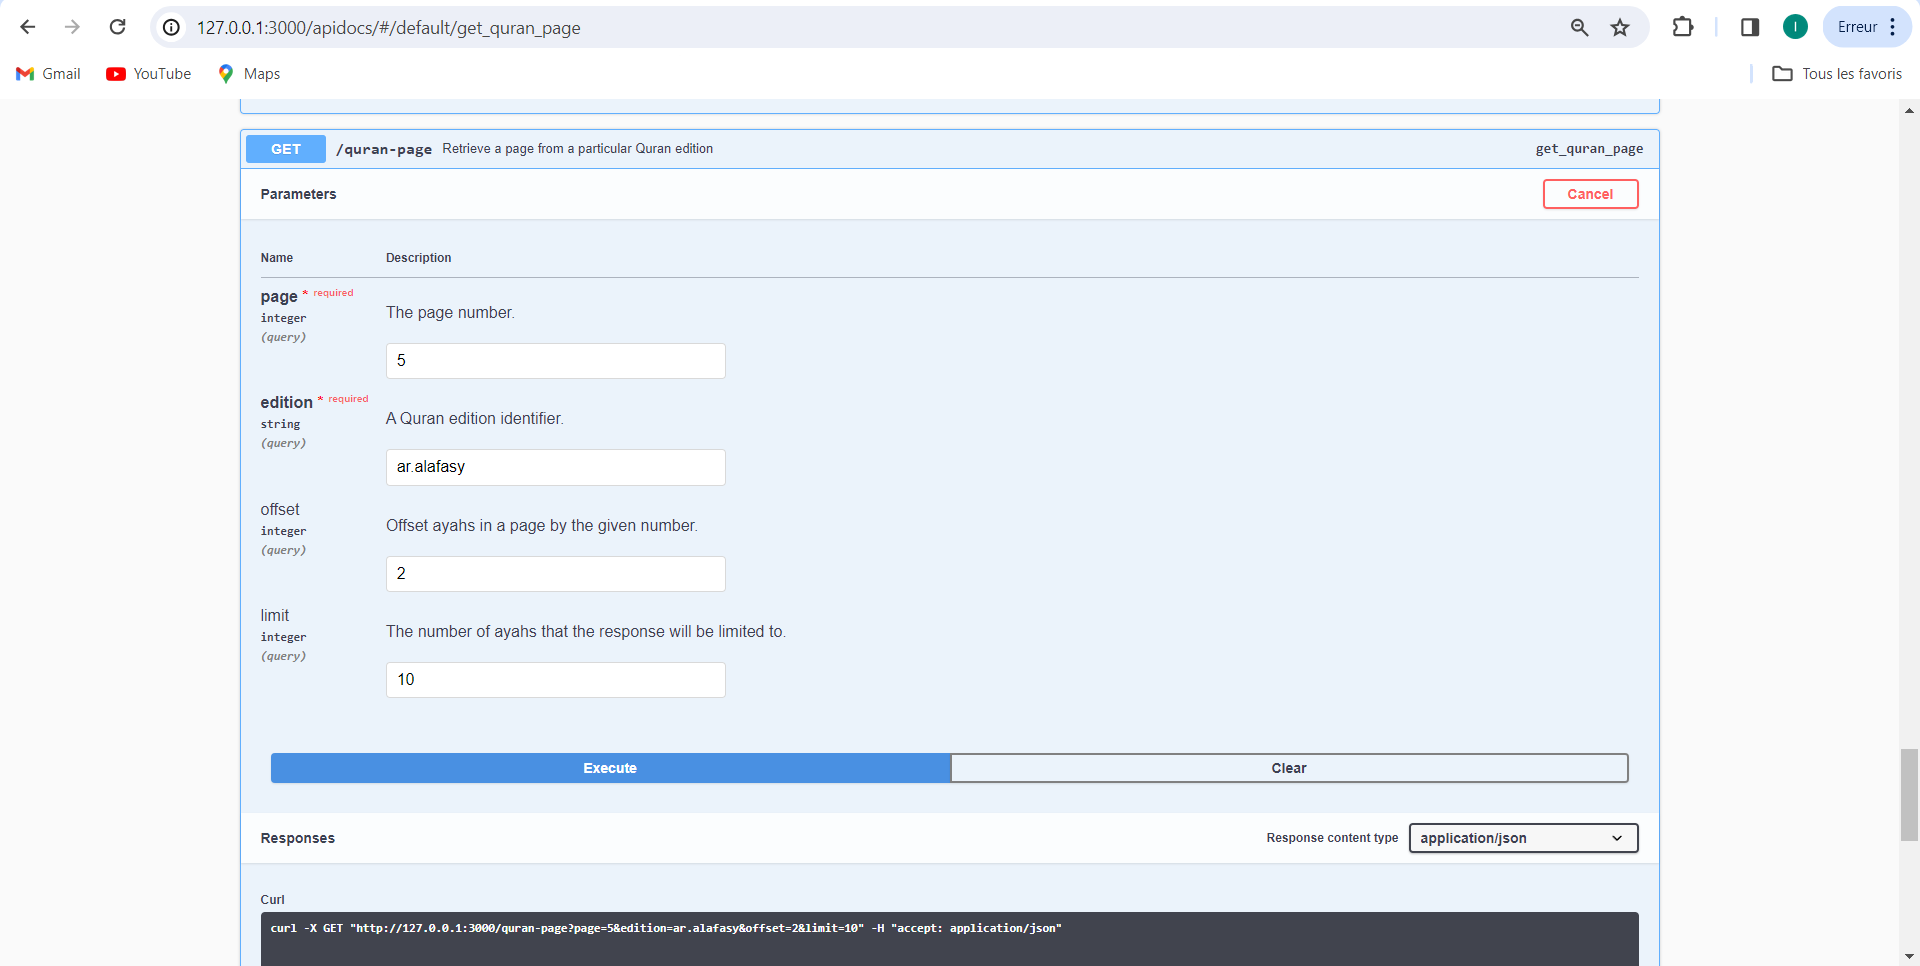 127.0.0.1:3000/apidocs/#/default/get_quran_page
I
Erreur
Gmail
YouTube
Maps
Tous les favoris
GET /quran-page Retrieve a page from a particular Quran edition get_quran_page
Parameters
Cancel
Name Description
page * required
integer
(query)
The page number.
5
edition * required
string
(query)
A Quran edition identifier.
ar.alafasy
offset
integer
(query)
Offset ayahs in a page by the given number.
2
limit
integer
(query)
The number of ayahs that the response will be limited to.
10
Execute
Clear
Responses
Response content type application/json
Curl
curl -X GET "http://127.0.0.1:3000/quran-page?page=5&edition=ar.alafasy&offset=2&limit=10" -H "accept: application/json"